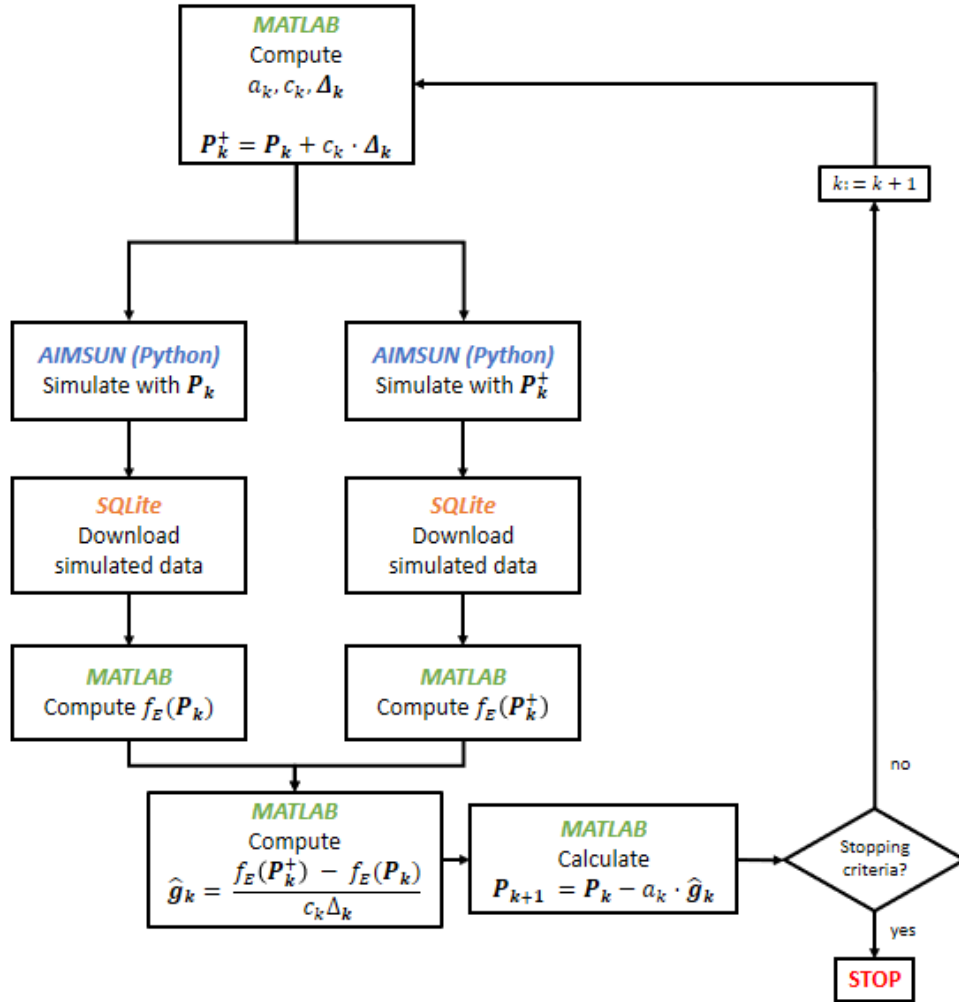 MATLAB
Compute
a_k, c_k, Δ_k
P_k^+ = P_k + c_k · Δ_k
k: = k + 1
AIMSUN (Python)
Simulate with P_k
AIMSUN (Python)
Simulate with P_k^+
SQLite
Download
simulated data
SQLite
Download
simulated data
MATLAB
Compute f_E(P_k)
MATLAB
Compute f_E(P_k^+)
MATLAB
Compute
ĝ_k = (f_E(P_k^+) − f_E(P_k)) / (c_kΔ_k)
MATLAB
Calculate
P_{k+1} = P_k − a_k · ĝ_k
no
Stopping
criteria?
yes
STOP